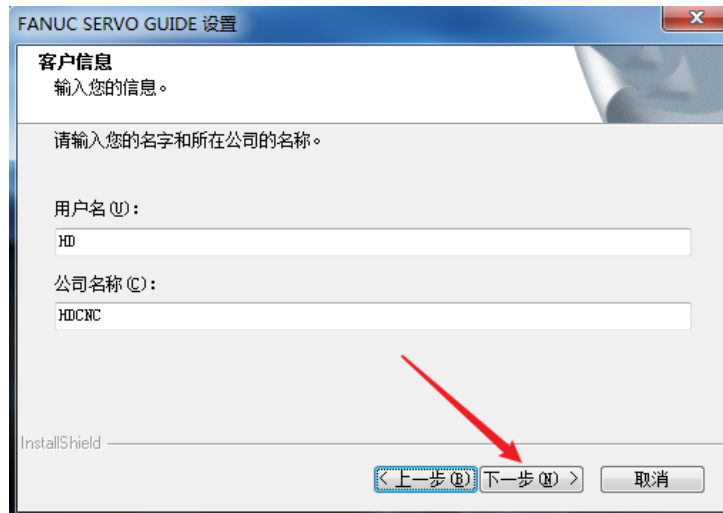 FANUC SERVO GUIDE 设置
客户信息
输入您的信息。
请输入您的名字和所在公司的名称。
用户名(U):
HD
公司名称(C):
HDCNC
InstallShield
< 上一步(B) 下一步(N) > 取消